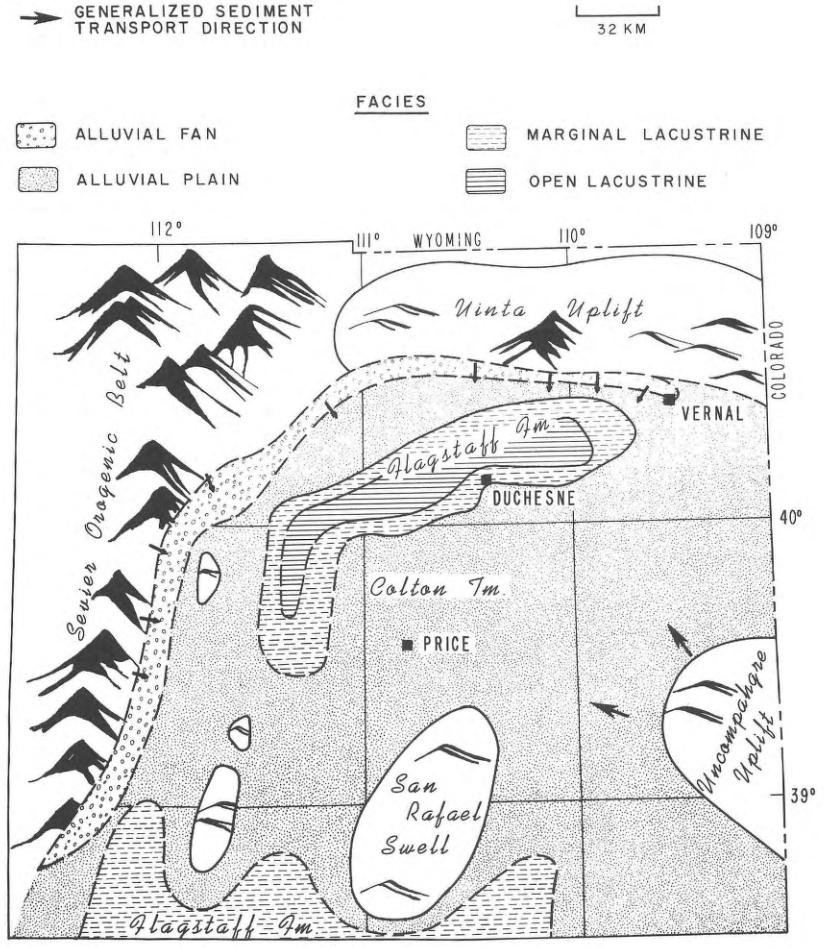 GENERALIZED SEDIMENT
TRANSPORT DIRECTION
32 KM
FACIES
ALLUVIAL FAN
MARGINAL LACUSTRINE
ALLUVIAL PLAIN
OPEN LACUSTRINE
112°
111°
WYOMING
110°
109°
Uinta Uplift
COLORADO
Sevier Orogenic Belt
VERNAL
Flagstaff Fm.
DUCHESNE
40°
Colton Fm.
PRICE
Uncompahgre
Uplift
San
Rafael
Swell
39°
Flagstaff Fm